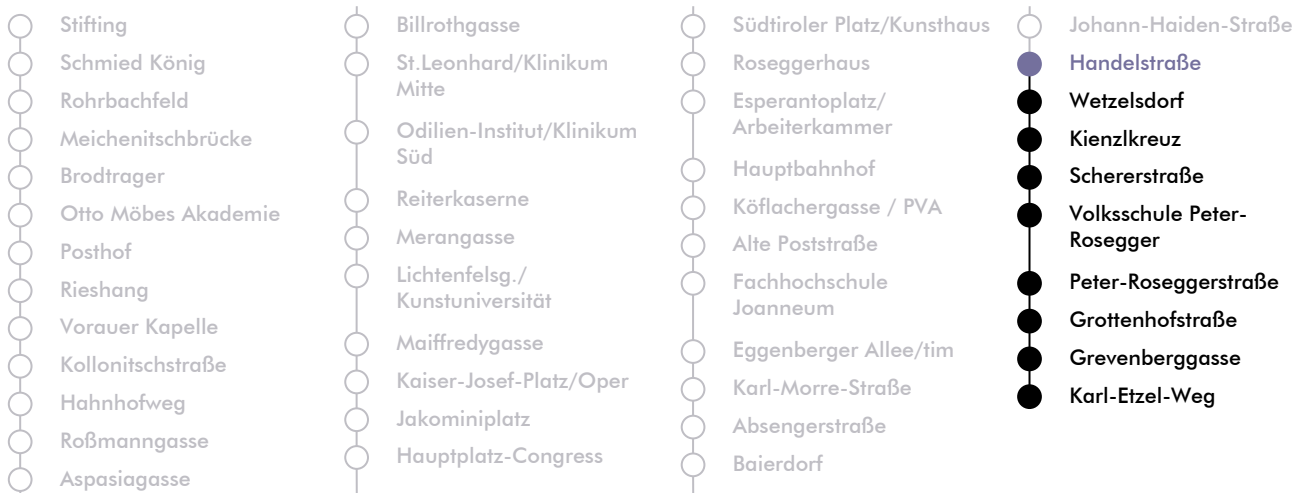 Stifting
Schmied König
Rohrbachfeld
Meichenitschbrücke
Brodtrager
Otto Möbes Akademie
Posthof
Rieshang
Vorauer Kapelle
Kollonitschstraße
Hahnhofweg
Roßmanngasse
Aspasiagasse
Billrothgasse
St.Leonhard/Klinikum
Mitte
Odilien-Institut/Klinikum
Süd
Reiterkaserne
Merangasse
Lichtenfelsg./
Kunstuniversität
Maiffredygasse
Kaiser-Josef-Platz/Oper
Jakominiplatz
Hauptplatz-Congress
Südtiroler Platz/Kunsthaus
Roseggerhaus
Esperantoplatz/
Arbeiterkammer
Hauptbahnhof
Köflachergasse / PVA
Alte Poststraße
Fachhochschule
Joanneum
Eggenberger Allee/tim
Karl-Morre-Straße
Absengerstraße
Baierdorf
Johann-Haiden-Straße
Handelstraße
Wetzelsdorf
Kienzlkreuz
Schererstraße
Volksschule Peter-
Rosegger
Peter-Roseggerstraße
Grottenhofstraße
Grevenberggasse
Karl-Etzel-Weg